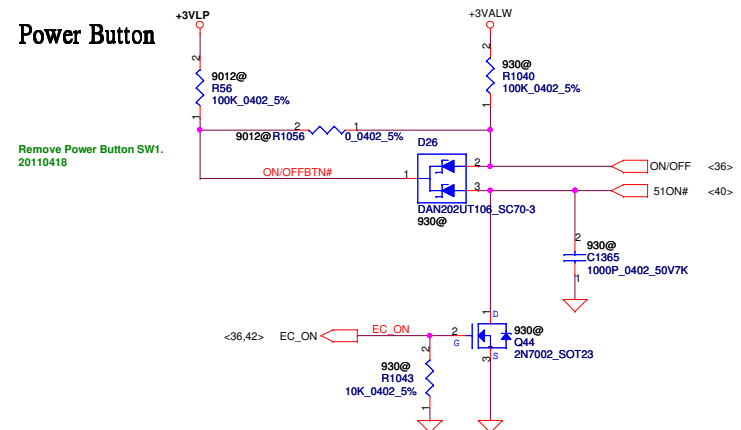 +3VLP
+3VALW
Power Button
2
9012@
R56
100K_0402_5%
1
2
930@
R1040
100K_0402_5%
1
2
1
9012@R1056
0_0402_5%
Remove Power Button SW1.
20110418
D26
ON/OFFBTN#
1
2
3
ON/OFF
<36>
51ON#
<40>
DAN202UT106_SC70-3
930@
2
930@
C1365
1000P_0402_50V7K
1
1
D
<36,42>
EC_ON
EC_ON
2
G
930@
Q44
2N7002_SOT23
3
S
2
930@
R1043
10K_0402_5%
1